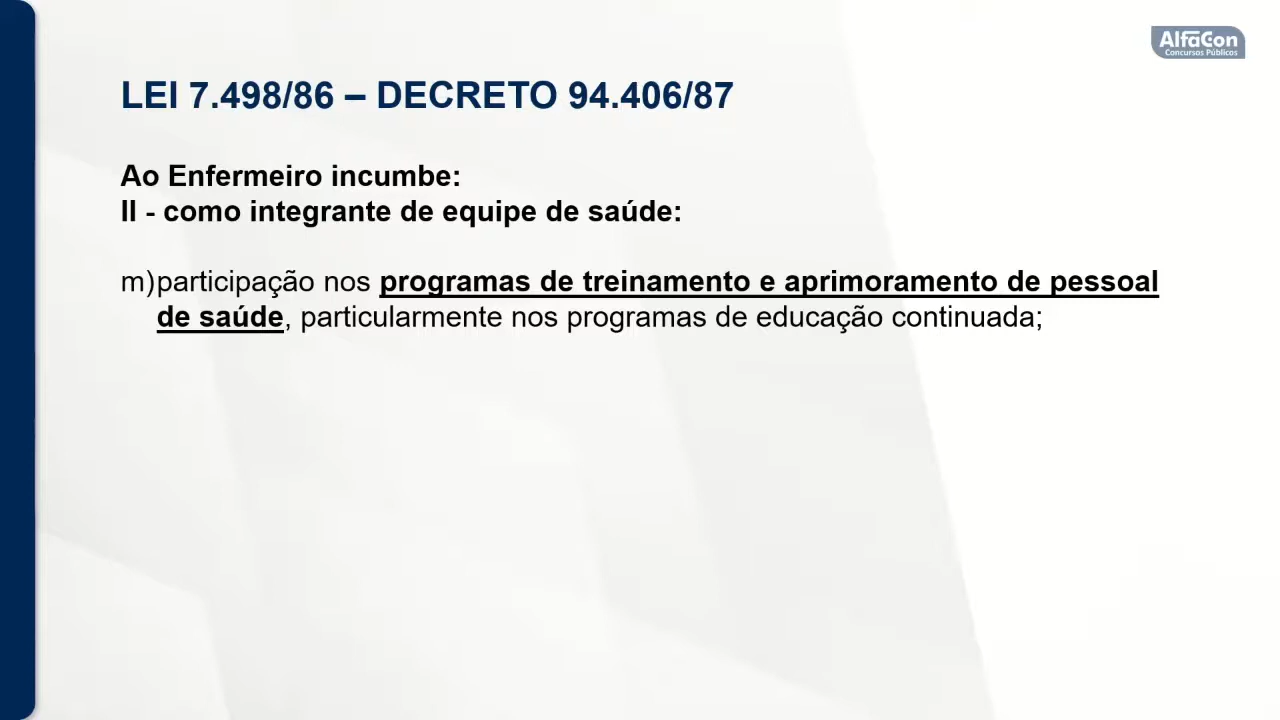 AlfaCon
Concursos Públicos
LEI 7.498/86 – DECRETO 94.406/87
Ao Enfermeiro incumbe:
II - como integrante de equipe de saúde:
m)participação nos programas de treinamento e aprimoramento de pessoal
de saúde, particularmente nos programas de educação continuada;